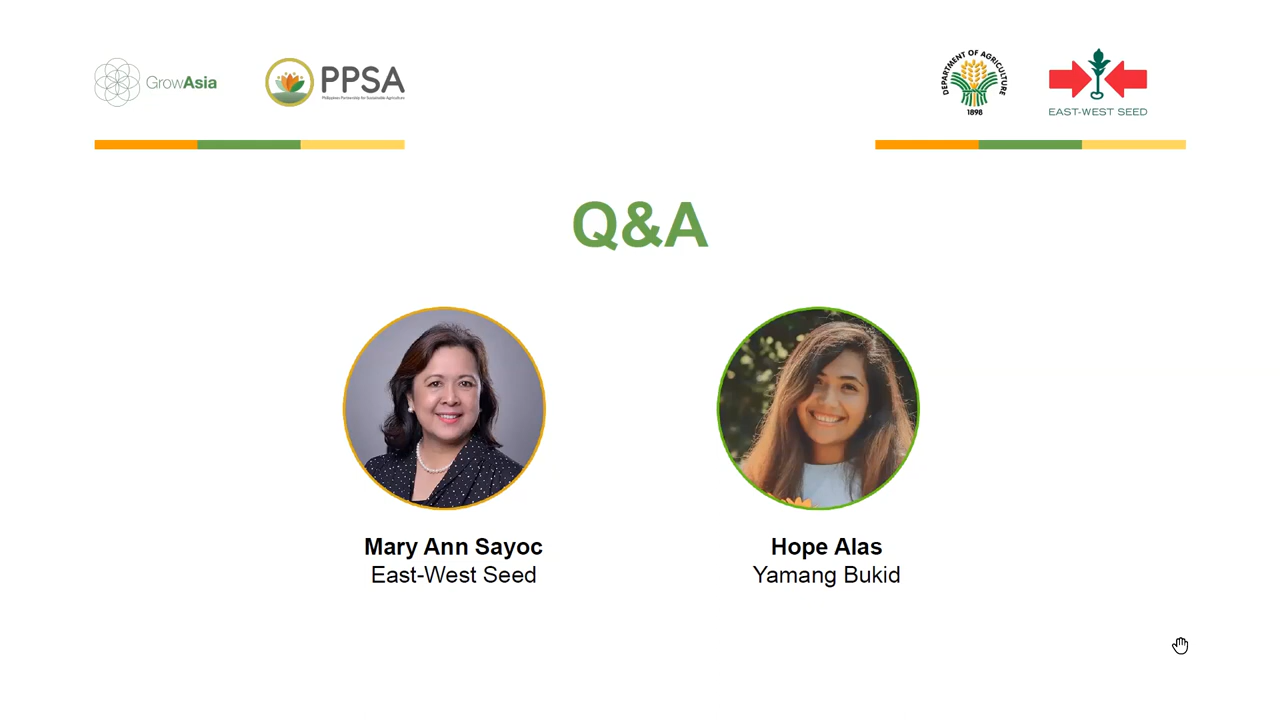 GrowAsia
PPSA
Philippines Partnership for Sustainable Agriculture
DEPARTMENT OF AGRICULTURE
1898
EAST-WEST SEED
Q&A
Mary Ann Sayoc
East-West Seed
Hope Alas
Yamang Bukid